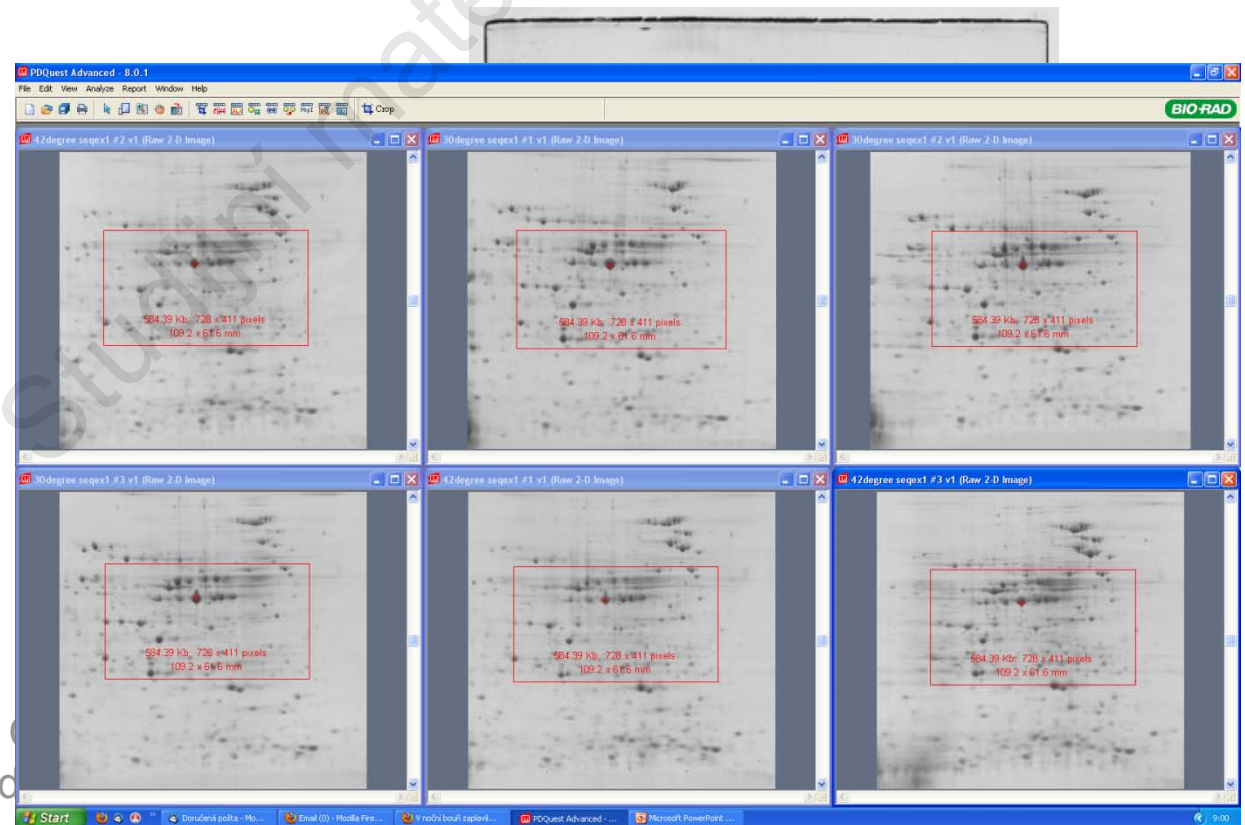 Studijní mate
PDQuest Advanced - 8.0.1
File Edit View Analyze Report Window Help
Crop
BIO-RAD
42degree seqex1 #2 v1 (Raw 2-D Image)
30degree seqex1 #1 v1 (Raw 2-D Image)
30degree seqex1 #2 v1 (Raw 2-D Image)
584.39 Kb; 728 x 411 pixels
109.2 x 61.6 mm
584.39 Kb; 728 x 411 pixels
109.2 x 61.6 mm
584.39 Kb; 728 x 411 pixels
109.2 x 61.6 mm
30degree seqex1 #3 v1 (Raw 2-D Image)
42degree seqex1 #1 v1 (Raw 2-D Image)
42degree seqex1 #3 v1 (Raw 2-D Image)
584.39 Kb; 728 x 411 pixels
109.2 x 61.6 mm
584.39 Kb; 728 x 411 pixels
109.2 x 61.6 mm
584.39 Kb; 728 x 411 pixels
109.2 x 61.6 mm
d
Start
Doručená pošta - Mo...
Email (0) - Mozilla Fire...
V noční bouři zaplavil...
PDQuest Advanced - ...
Microsoft PowerPoint ...
9:00